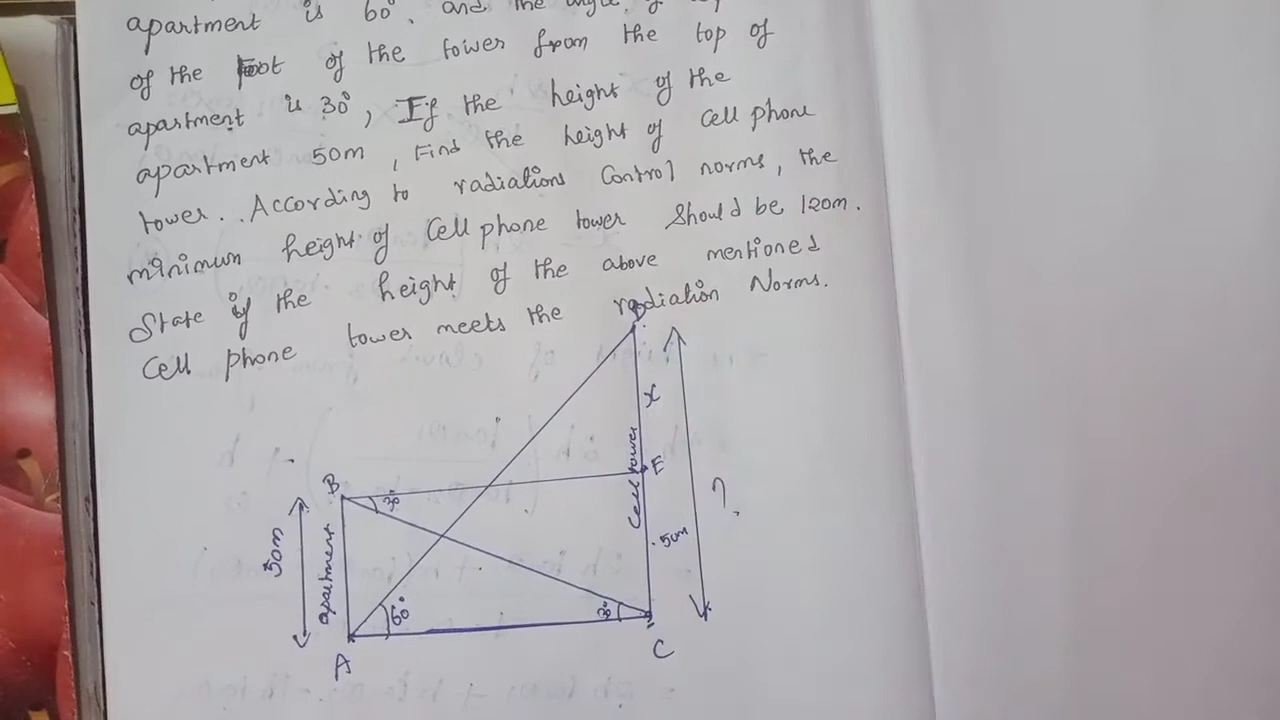 apartment is 60°. and the angle of
of the foot of the tower from the top of
apartment is 30°, If the height of the
apartment 50m, Find the height of cell phone
tower.. According to radiations Control norms, the
minimum height of Cell phone tower Should be 120m.
State if the height of the above mentioned
Cell phone tower meets the radiation Norms.
D
X
Cell tower
E
B
30°
50m
apartment
50m
?
60°
30°
A
C